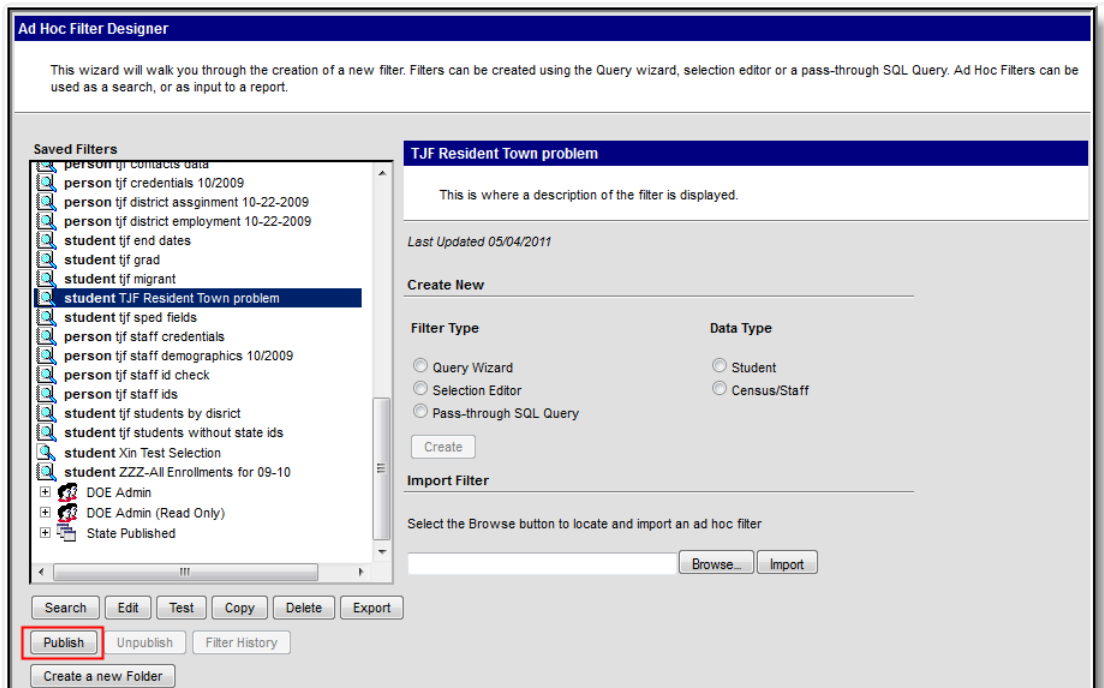 Ad Hoc Filter Designer
This wizard will walk you through the creation of a new filter. Filters can be created using the Query wizard, selection editor or a pass-through SQL Query. Ad Hoc Filters can be
used as a search, or as input to a report.
Saved Filters
person tjf contacts data
person tjf credentials 10/2009
person tjf district assginment 10-22-2009
person tjf district employment 10-22-2009
student tjf end dates
student tjf grad
student tjf migrant
student TJF Resident Town problem
student tjf sped fields
person tjf staff credentials
person tjf staff demographics 10/2009
person tjf staff id check
person tjf staff ids
student tjf students by disrict
student tjf students without state ids
student Xin Test Selection
student ZZZ-All Enrollments for 09-10
DOE Admin
DOE Admin (Read Only)
State Published
Search Edit Test Copy Delete Export
Publish Unpublish Filter History
Create a new Folder
TJF Resident Town problem
This is where a description of the filter is displayed.
Last Updated 05/04/2011
Create New
Filter Type Data Type
Query Wizard Student
Selection Editor Census/Staff
Pass-through SQL Query
Create
Import Filter
Select the Browse button to locate and import an ad hoc filter
Browse... Import